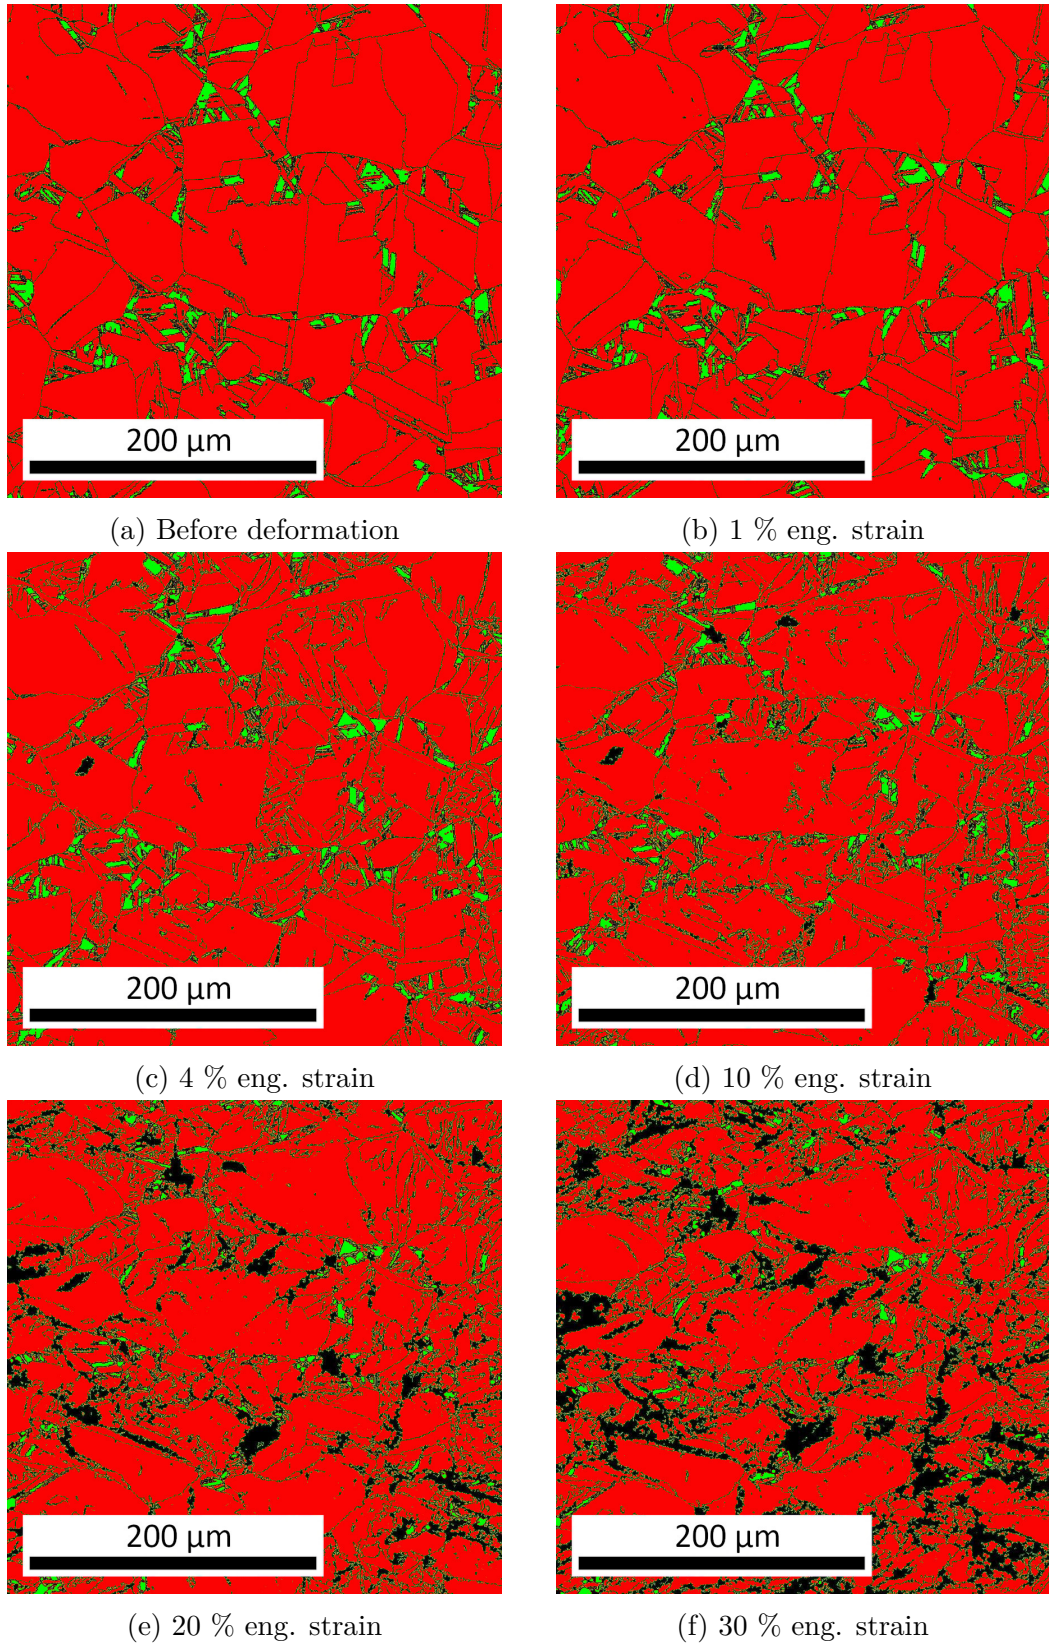 200 μm
200 μm
(a) Before deformation
(b) 1 % eng. strain
200 μm
200 μm
(c) 4 % eng. strain
(d) 10 % eng. strain
200 μm
200 μm
(e) 20 % eng. strain
(f) 30 % eng. strain